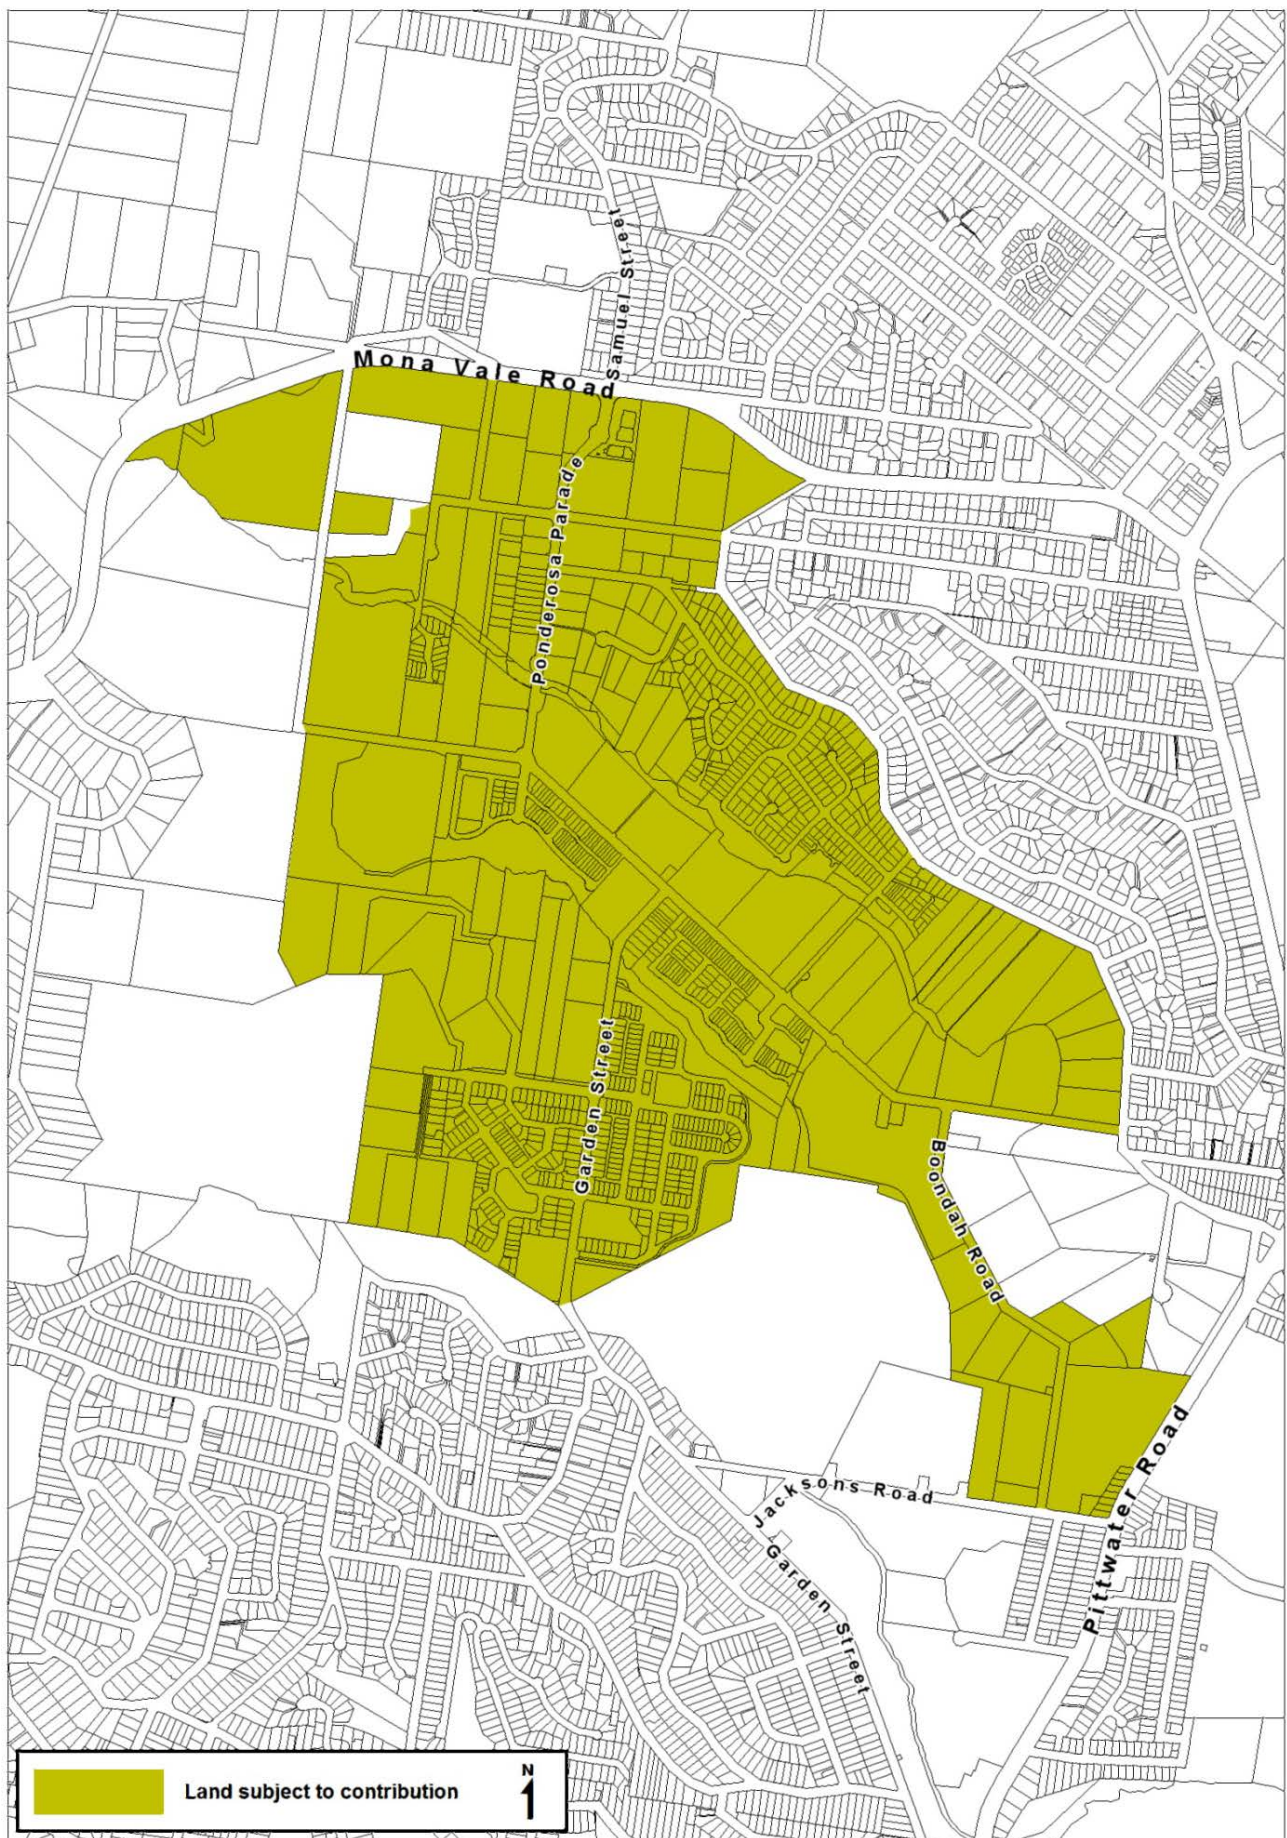 Samuel Street
Mona Vale Road
Ponderosa Parade
Garden Street
Boondah Road
Jacksons Road
Garden Street
Pittwater Road
Land subject to contribution
N